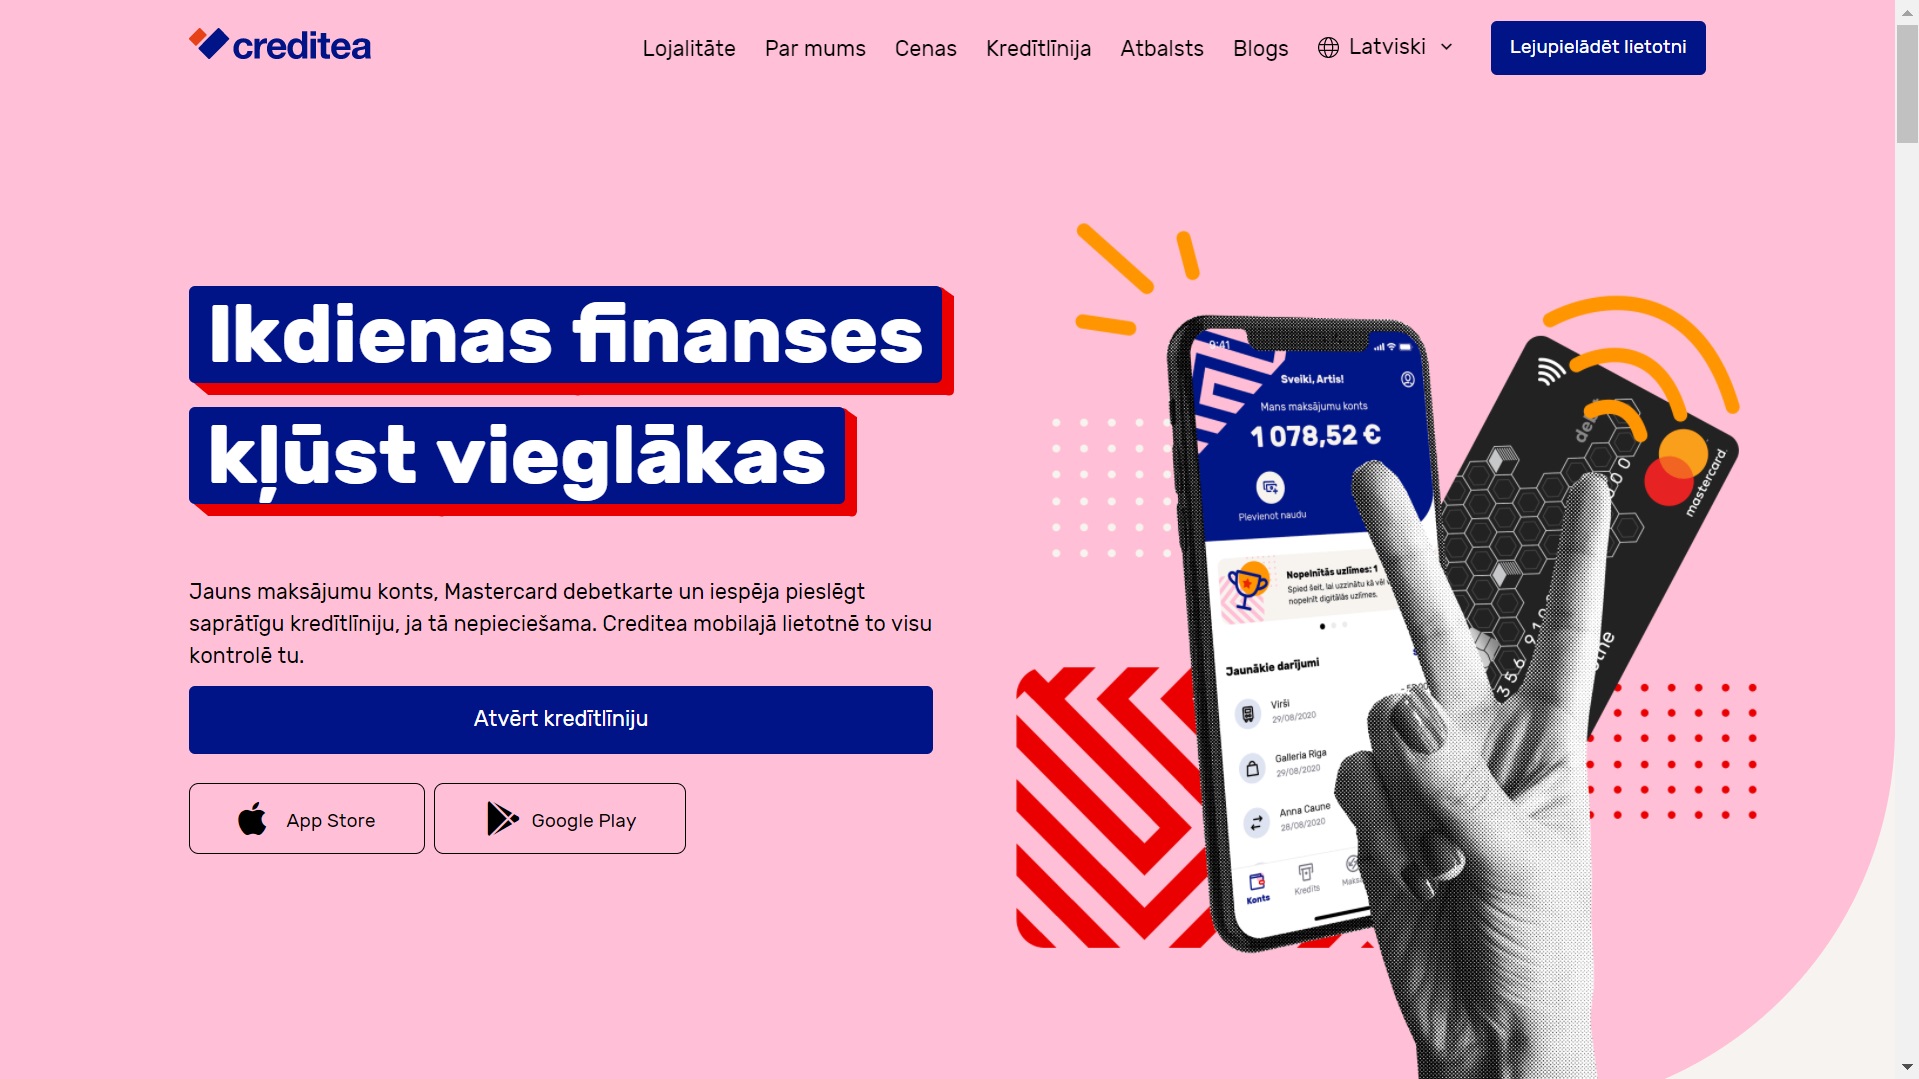 creditea
Lojalitāte
Par mums
Cenas
Kredītlīnija
Atbalsts
Blogs
Latviski
Lejupielādēt lietotni
Ikdienas finanses
kļūst vieglākas
Jauns maksājumu konts, Mastercard debetkarte un iespēja pieslēgt
saprātīgu kredītlīniju, ja tā nepieciešama. Creditea mobilajā lietotnē to visu
kontrolē tu.
Atvērt kredītlīniju
App Store
Google Play
9:41
Sveiki, Artis!
Mans maksājumu konts
1 078,52 €
Pievienot naudu
Nopelnītās uzlīmes: 1
Spied šeit, lai uzzinātu kā vēl
nopelnīt digitālās uzlīmes.
Jaunākie darījumi
Virši
29/08/2020
Galleria Riga
29/08/2020
Anna Caune
28/08/2020
Konts
Kredīts
mastercard